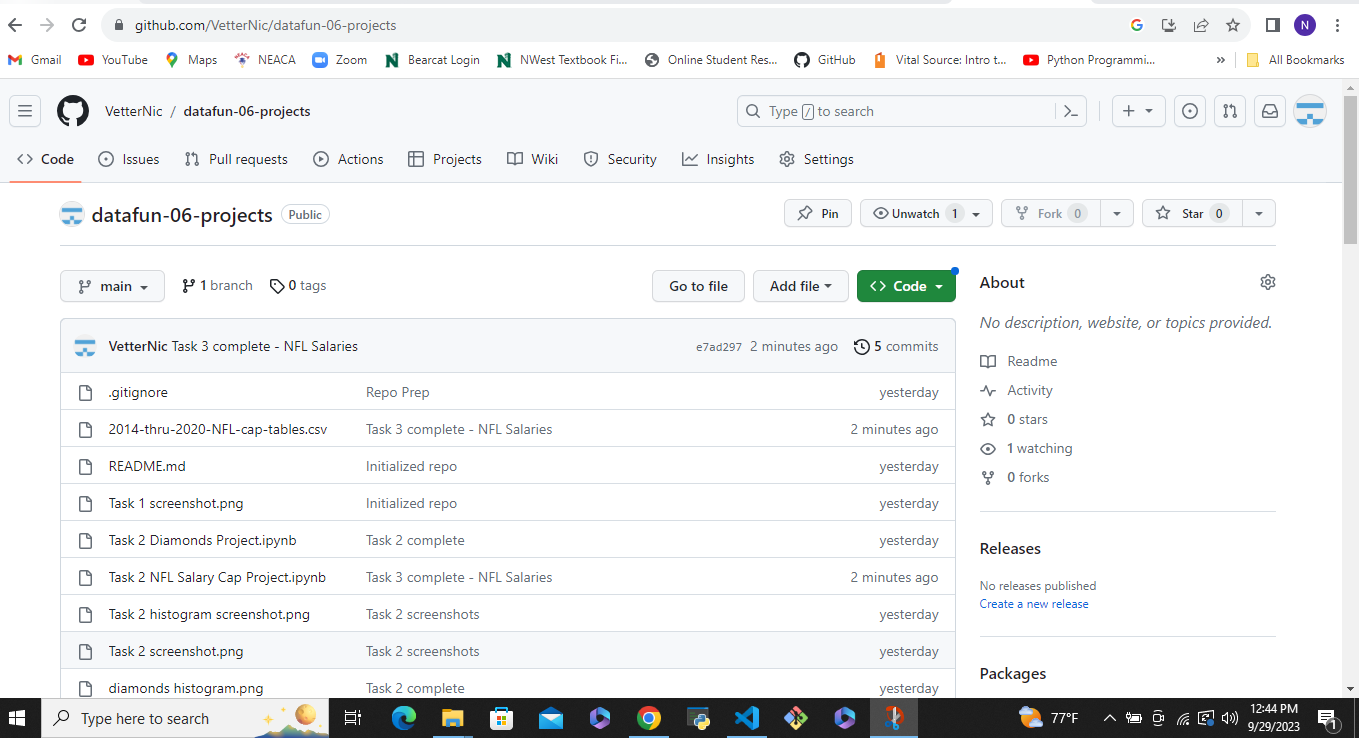 github.com/VetterNic/datafun-06-projects
Gmail YouTube Maps NEACA Zoom Bearcat Login NWest Textbook Fi... Online Student Res... GitHub Vital Source: Intro t... Python Programmi... » All Bookmarks
N
VetterNic / datafun-06-projects
Type / to search
Code Issues Pull requests Actions Projects Wiki Security Insights Settings
datafun-06-projects Public
Pin Unwatch 1 Fork 0 Star 0
main 1 branch 0 tags Go to file Add file Code
VetterNic Task 3 complete - NFL Salaries e7ad297 2 minutes ago 5 commits
.gitignore Repo Prep yesterday
2014-thru-2020-NFL-cap-tables.csv Task 3 complete - NFL Salaries 2 minutes ago
README.md Initialized repo yesterday
Task 1 screenshot.png Initialized repo yesterday
Task 2 Diamonds Project.ipynb Task 2 complete yesterday
Task 2 NFL Salary Cap Project.ipynb Task 3 complete - NFL Salaries 2 minutes ago
Task 2 histogram screenshot.png Task 2 screenshots yesterday
Task 2 screenshot.png Task 2 screenshots yesterday
diamonds histogram.png Task 2 complete yesterday
About
No description, website, or topics provided.
Readme
Activity
0 stars
1 watching
0 forks
Releases
No releases published
Create a new release
Packages
Type here to search
77°F
12:44 PM
9/29/2023
1